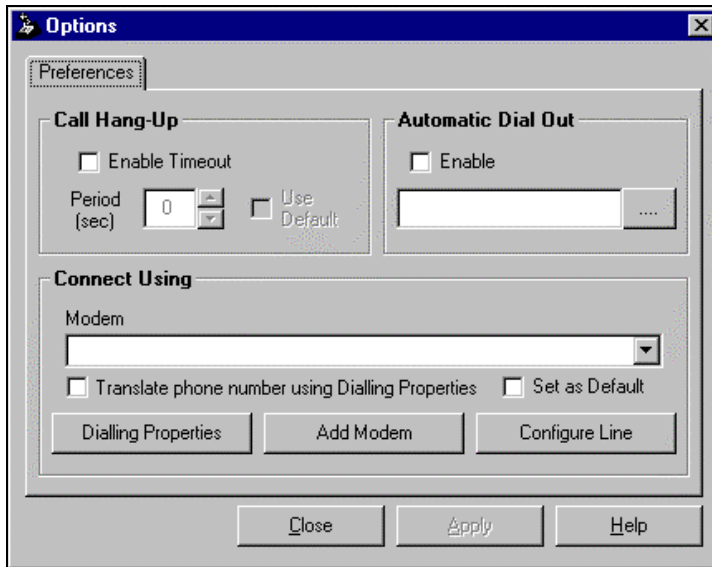 Options
Preferences
Call Hang-Up
Enable Timeout
Period
(sec)
0
Use
Default
Automatic Dial Out
Enable
....
Connect Using
Modem
Translate phone number using Dialling Properties
Set as Default
Dialling Properties
Add Modem
Configure Line
Close
Apply
Help